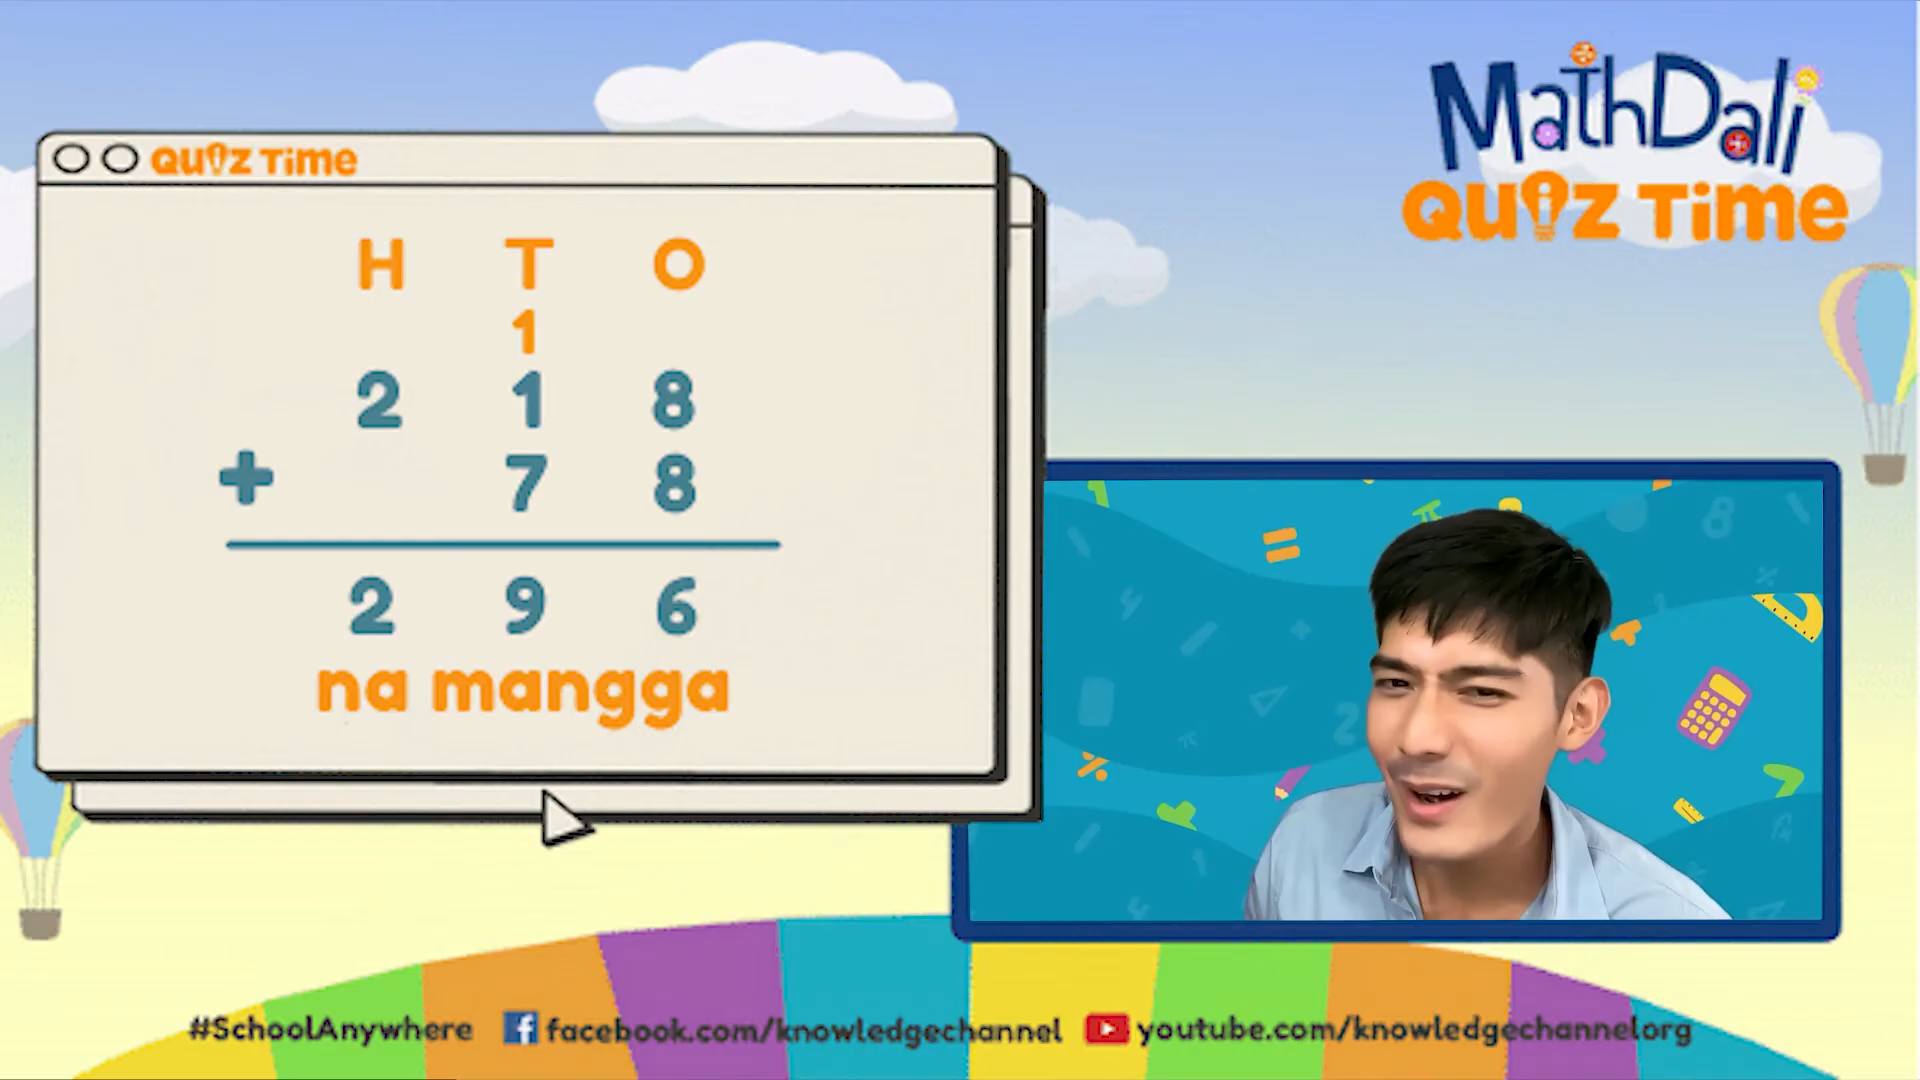 QUIZ TIME
H T O
1
2 1 8
+ 7 8
2 9 6
na mangga
MathDali
QUIZ TIME
#SchoolAnywhere facebook.com/knowledgechannel youtube.com/knowledgechannelorg